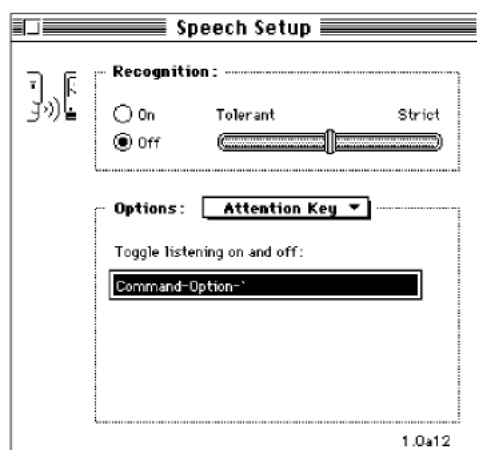 Speech Setup
Recognition:
On
Tolerant
Strict
Off
Options: Attention Key
Toggle listening on and off:
Command-Option-`
1.0a12